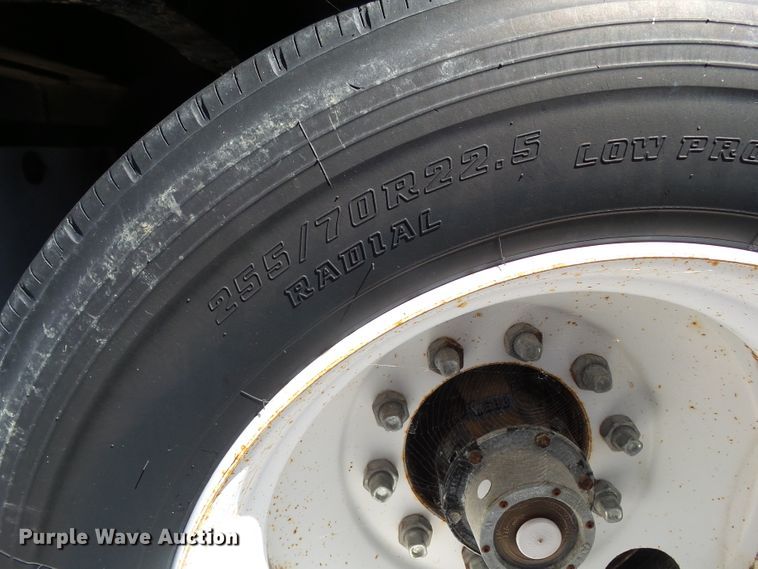 255/70R22.5 LOW PRO
RADIAL
Purple Wave Auction